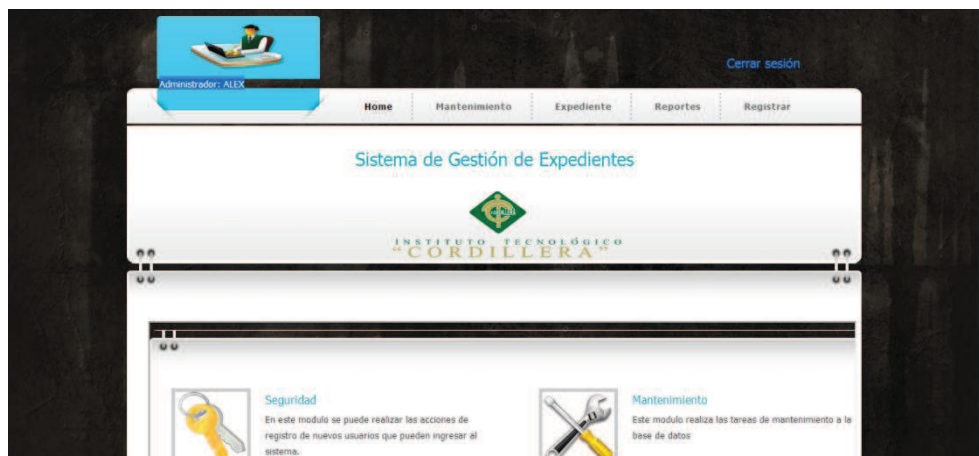 Cerrar sesión
Administrador: ALEX
Home Mantenimiento Expediente Reportes Registrar
Sistema de Gestión de Expedientes
INSTITUTO TECNOLÓGICO
"CORDILLERA"
Seguridad
En este modulo se puede realizar las acciones de
registro de nuevos usuarios que pueden ingresar al
sistema.
Mantenimiento
Este modulo realiza las tareas de mantenimiento a la
base de datos